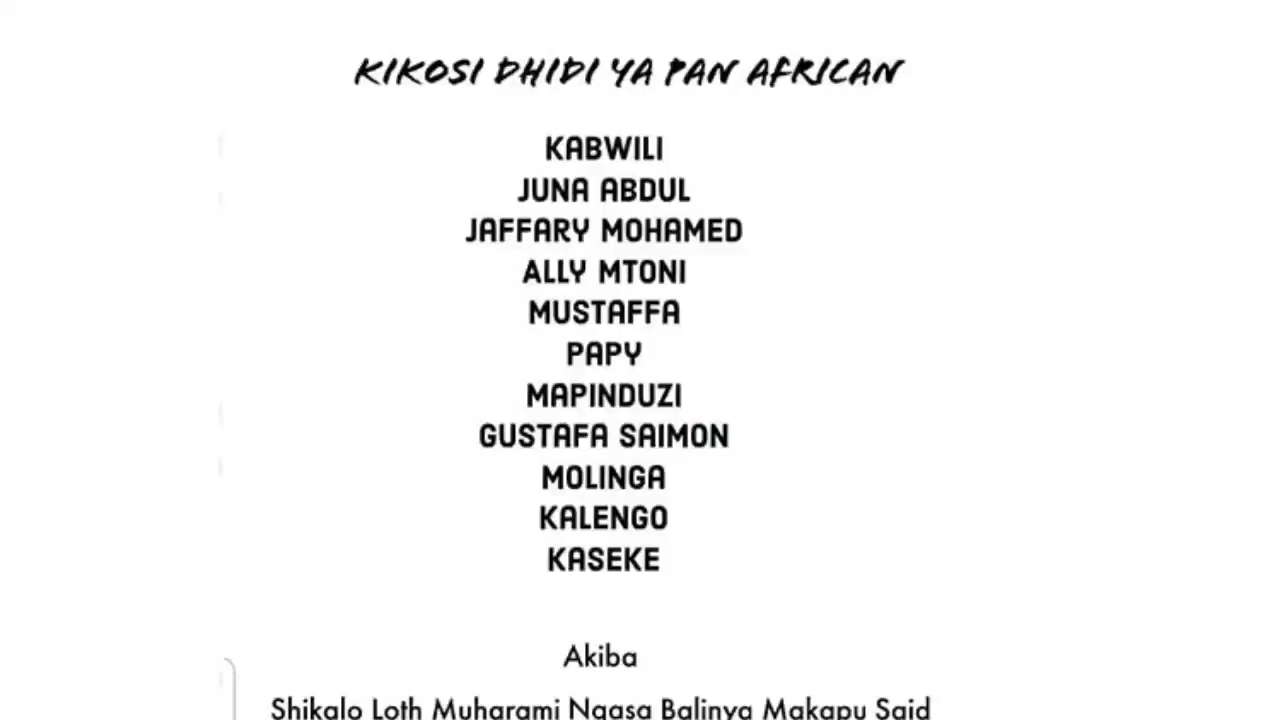 KIKOSI DHIDI YA PAN AFRICAN
KABWILI
JUNA ABDUL
JAFFARY MOHAMED
ALLY MTONI
MUSTAFFA
PAPY
MAPINDUZI
GUSTAFA SAIMON
MOLINGA
KALENGO
KASEKE
Akiba
Shikalo Loth Muharami Ngasa Balinya Makapu Said